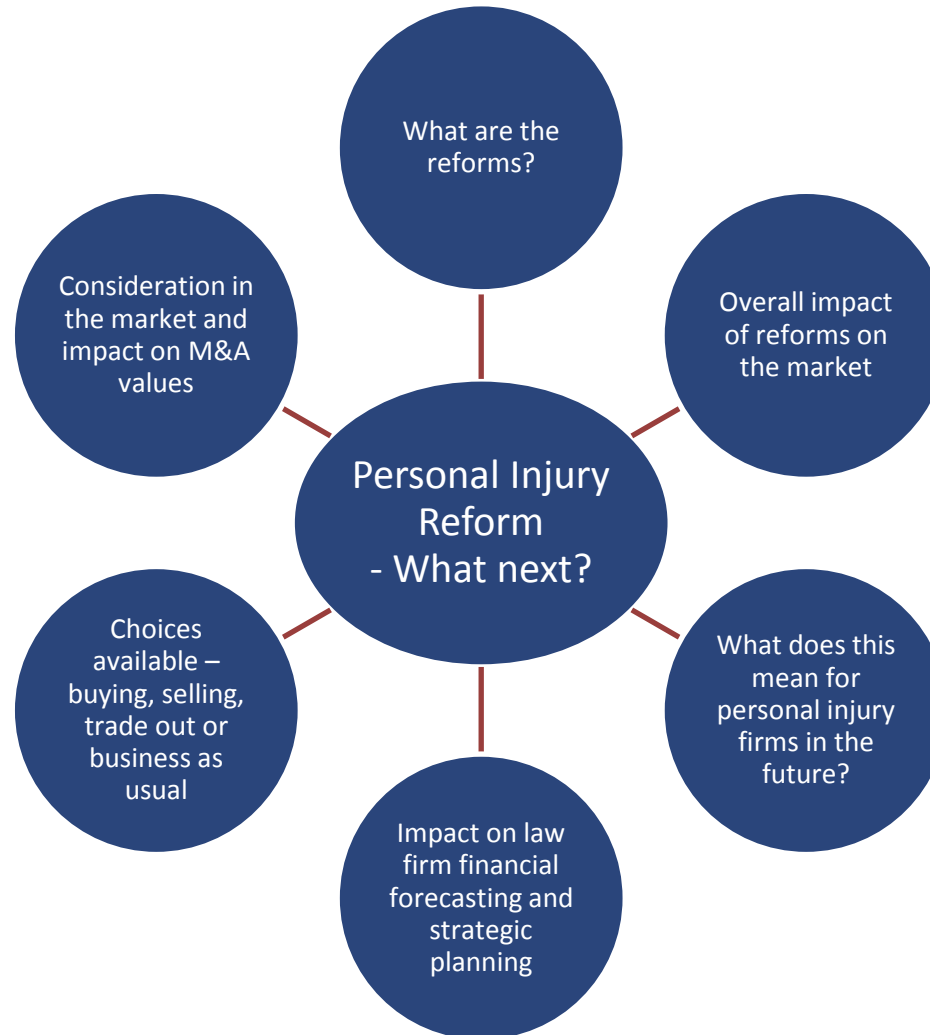 What are the
reforms?
Overall impact
of reforms on
the market
What does this
mean for
personal injury
firms in the
future?
Impact on law
firm financial
forecasting and
strategic
planning
Choices
available –
buying, selling,
trade out or
business as
usual
Consideration in
the market and
impact on M&A
values
Personal Injury
Reform
- What next?